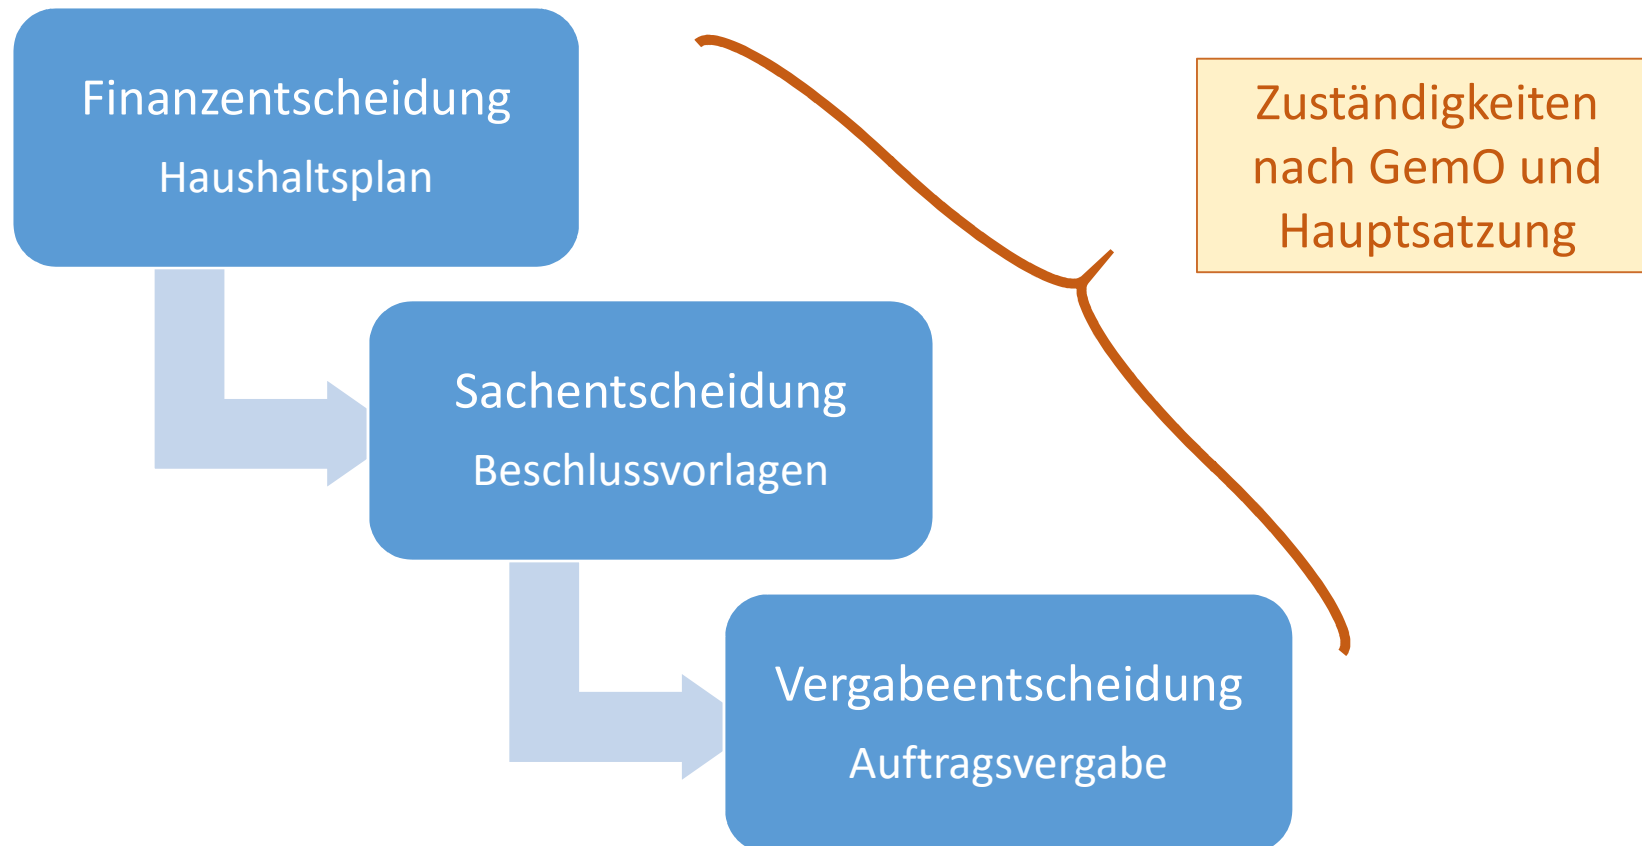 Finanzentscheidung
Haushaltsplan
Zuständigkeiten
nach GemO und
Hauptsatzung
Sachentscheidung
Beschlussvorlagen
Vergabeentscheidung
Auftragsvergabe